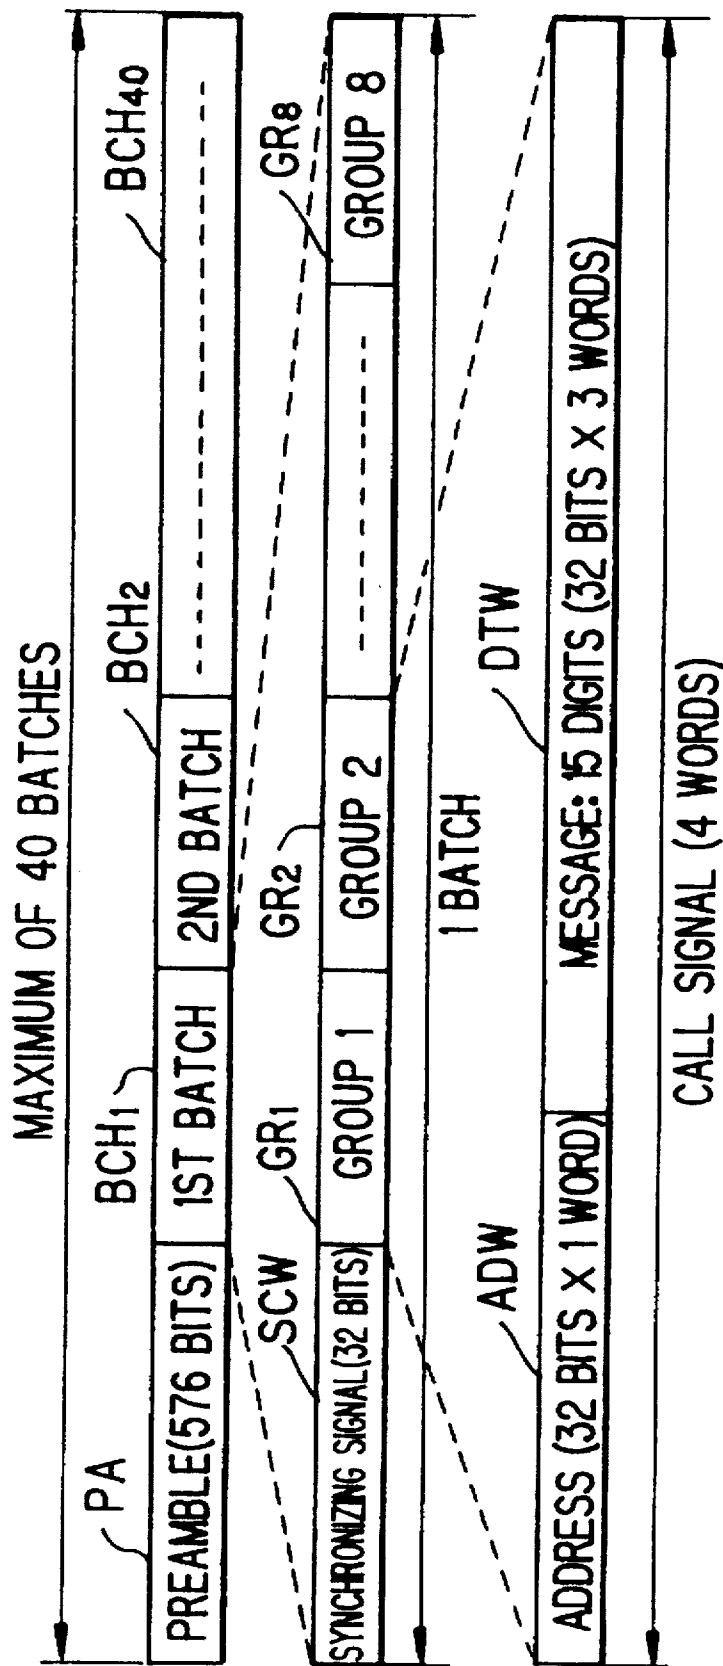 MAXIMUM OF 40 BATCHES
PA
BCH1
BCH2
BCH40
PREAMBLE(576 BITS)
1ST BATCH
2ND BATCH
SCW
GR1
GR2
GR8
SYNCHRONIZING SIGNAL(32 BITS)
GROUP 1
GROUP 2
GROUP 8
1 BATCH
ADW
DTW
ADDRESS (32 BITS X 1 WORD)
MESSAGE: 15 DIGITS (32 BITS X 3 WORDS)
CALL SIGNAL (4 WORDS)